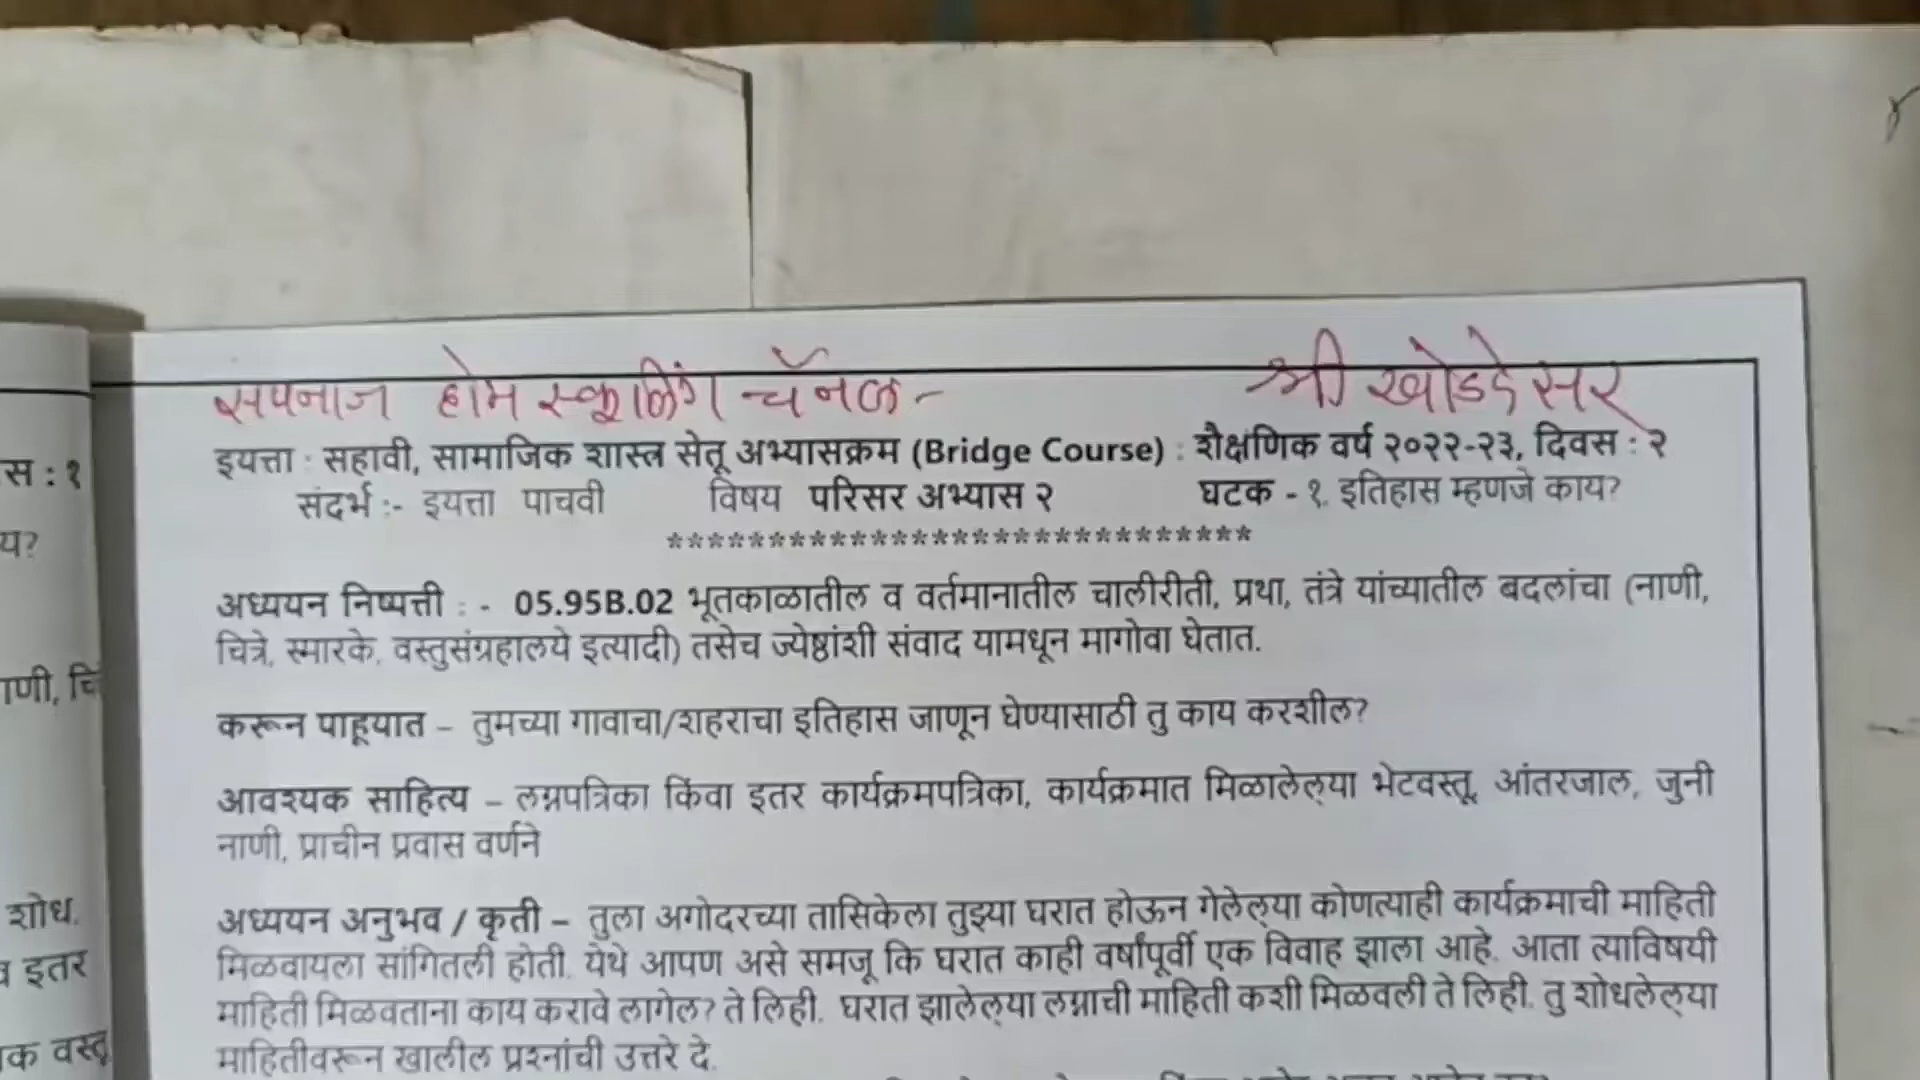 सपनाज होम स्कूलिंग चॅनल - श्री खोडदे सर
इयत्ता : सहावी, सामाजिक शास्त्र सेतू अभ्यासक्रम (Bridge Course) : शैक्षणिक वर्ष २०२२-२३, दिवस : २
संदर्भ :- इयत्ता पाचवी विषय परिसर अभ्यास २ घटक - १. इतिहास म्हणजे काय?
*****************************
अध्ययन निष्पत्ती : - 05.95B.02 भूतकाळातील व वर्तमानातील चालीरीती, प्रथा, तंत्रे यांच्यातील बदलांचा (नाणी,
चित्रे, स्मारके, वस्तुसंग्रहालये इत्यादी) तसेच ज्येष्ठांशी संवाद यामधून मागोवा घेतात.
करून पाहूयात – तुमच्या गावाचा/शहराचा इतिहास जाणून घेण्यासाठी तु काय करशील?
आवश्यक साहित्य – लग्नपत्रिका किंवा इतर कार्यक्रमपत्रिका, कार्यक्रमात मिळालेल्या भेटवस्तू, आंतरजाल, जुनी
नाणी, प्राचीन प्रवास वर्णने
अध्ययन अनुभव / कृती – तुला अगोदरच्या तासिकेला तुझ्या घरात होऊन गेलेल्या कोणत्याही कार्यक्रमाची माहिती
मिळवायला सांगितली होती. येथे आपण असे समजू कि घरात काही वर्षांपूर्वी एक विवाह झाला आहे. आता त्याविषयी
माहिती मिळवताना काय करावे लागेल? ते लिही. घरात झालेल्या लग्नाची माहिती कशी मिळवली ते लिही. तु शोधलेल्या
माहितीवरून खालील प्रश्नांची उत्तरे दे.
स : १
य?
शोध.
इतर
वस्तू